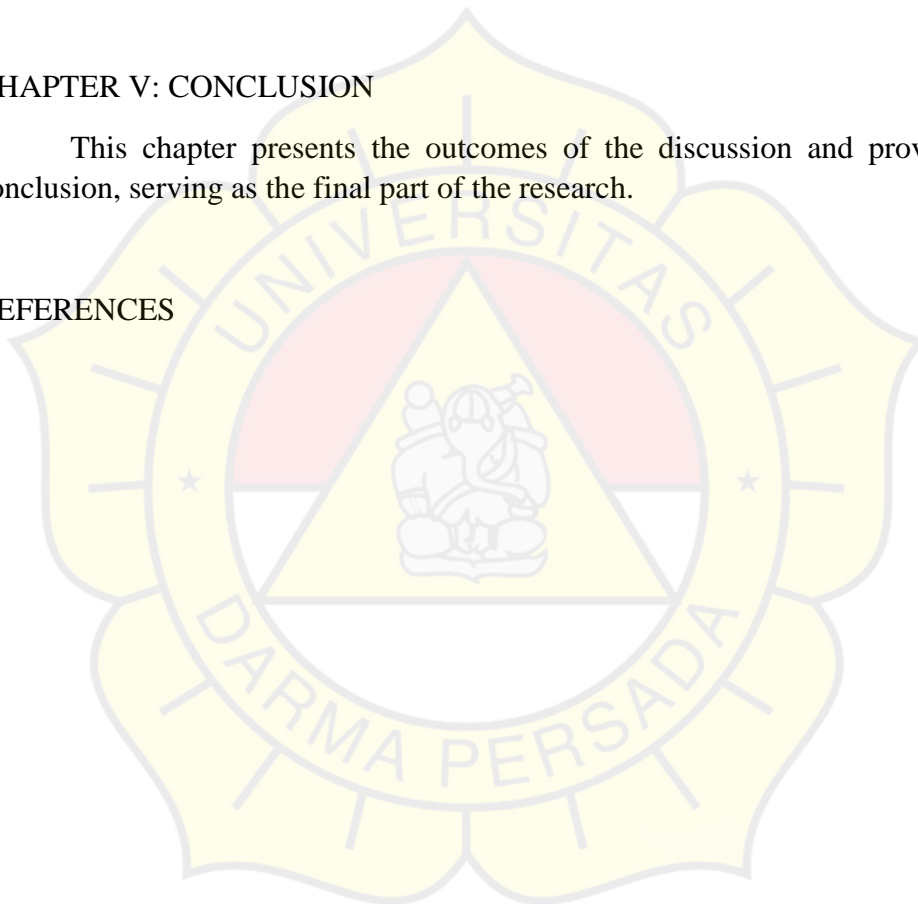 HAPTER V: CONCLUSION
This chapter presents the outcomes of the discussion and prov
onclusion, serving as the final part of the research.
EFERENCES
UNIVERSITAS
DARMA PERSADA